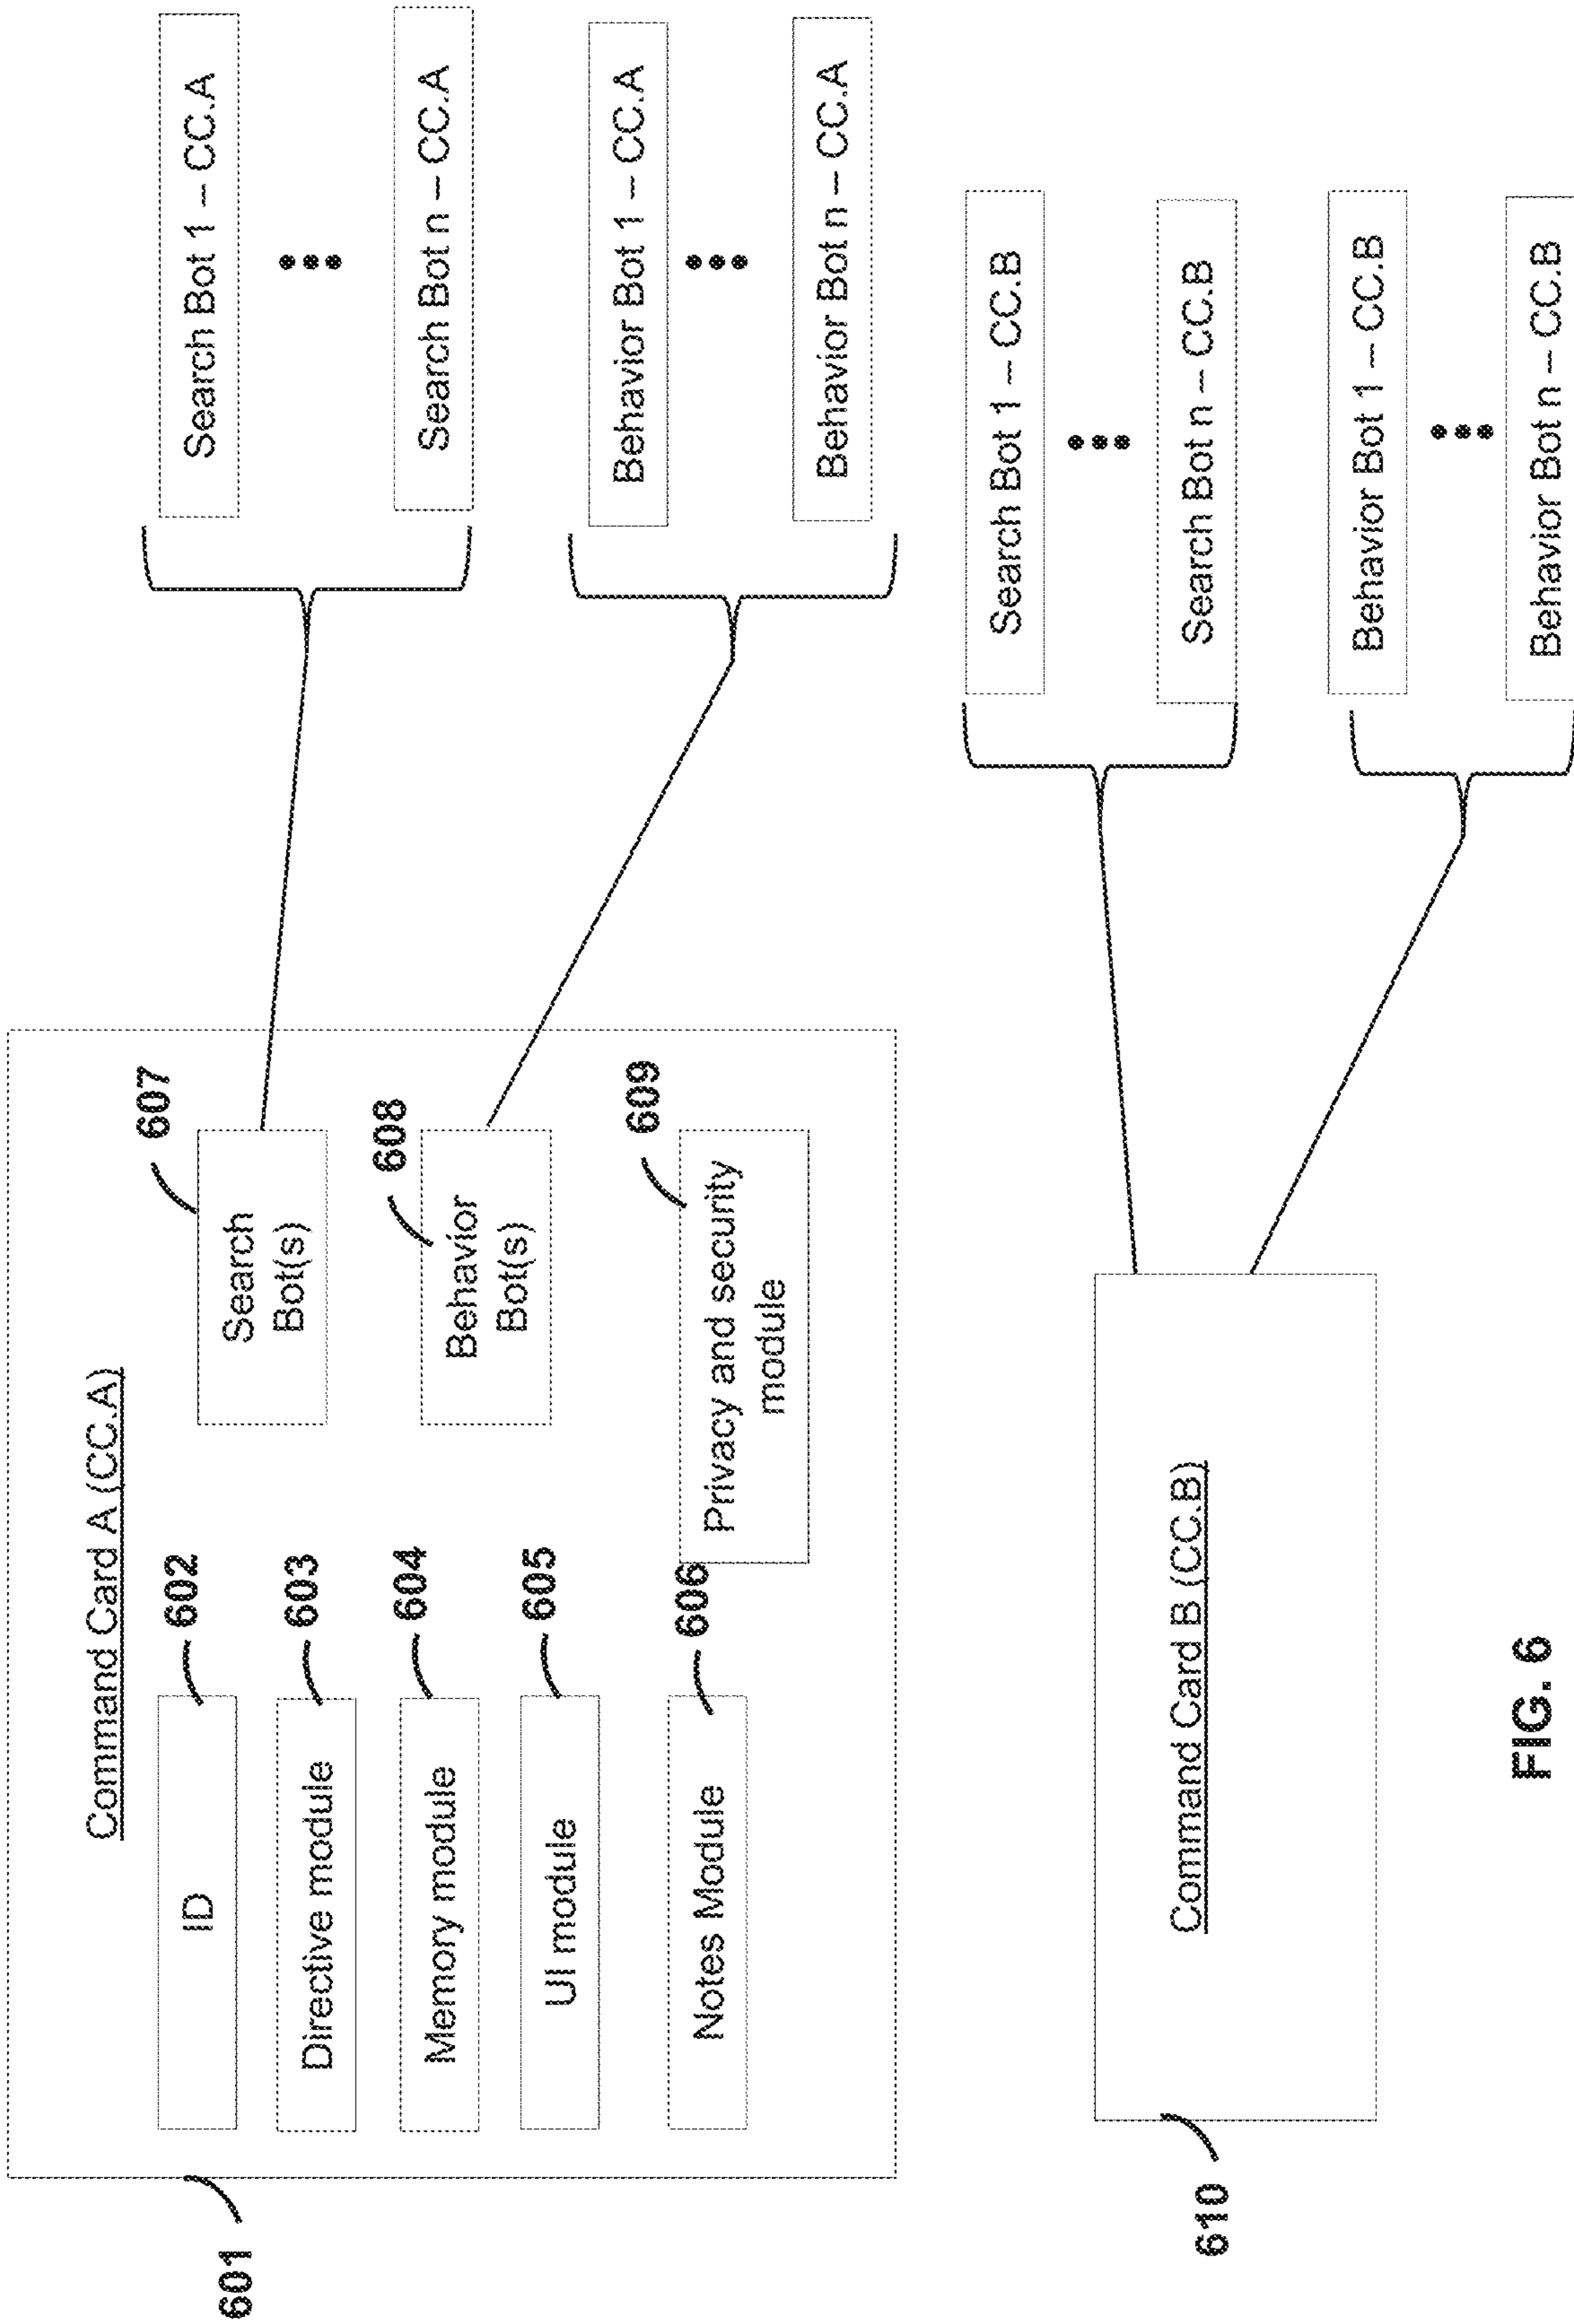 Command Card A (CC.A)
601
ID
602
Directive module
603
Memory module
604
UI module
605
Notes Module
606
Search
Bot(s)
607
Behavior
Bot(s)
608
Privacy and security
module
609
Search Bot 1 – CC.A
Search Bot n – CC.A
Behavior Bot 1 – CC.A
Behavior Bot n – CC.A
Command Card B (CC.B)
610
Search Bot 1 – CC.B
Search Bot n – CC.B
Behavior Bot 1 – CC.B
Behavior Bot n – CC.B
FIG. 6